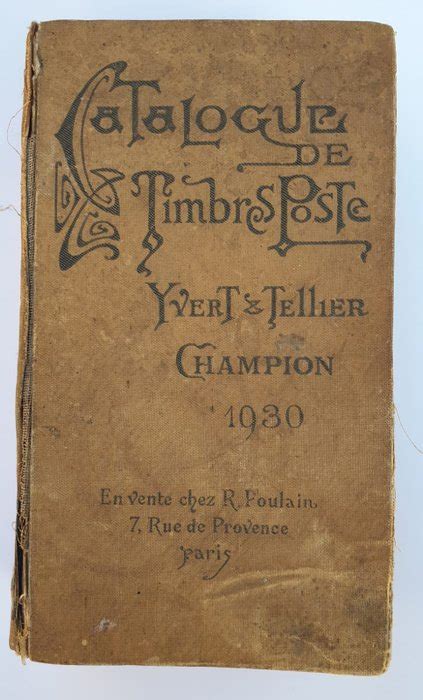 Catalogue
de
Timbres Poste
Yvert & Tellier
Champion
1930
En vente chez R. Foulain,
7, Rue de Provence
Paris